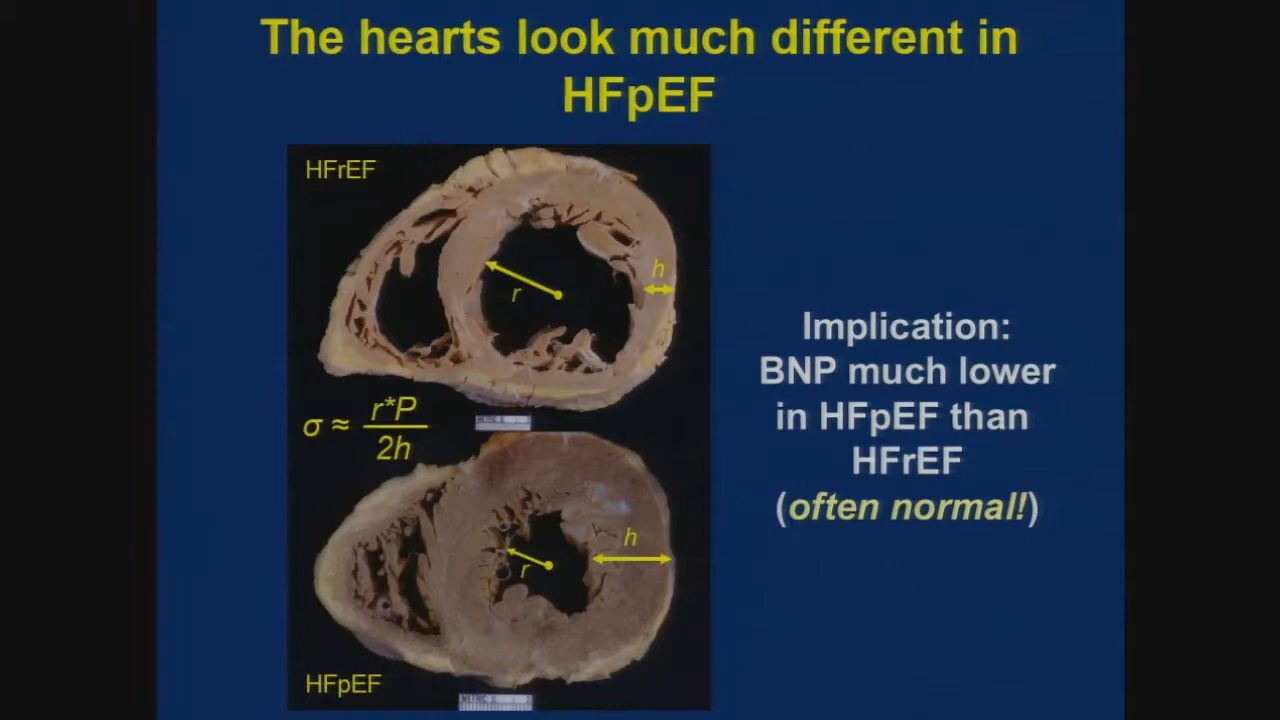 The hearts look much different in
HFpEF
HFrEF
h
r
σ ≈ r*P
2h
Implication:
BNP much lower
in HFpEF than
HFrEF
(often normal!)
h
r
HFpEF